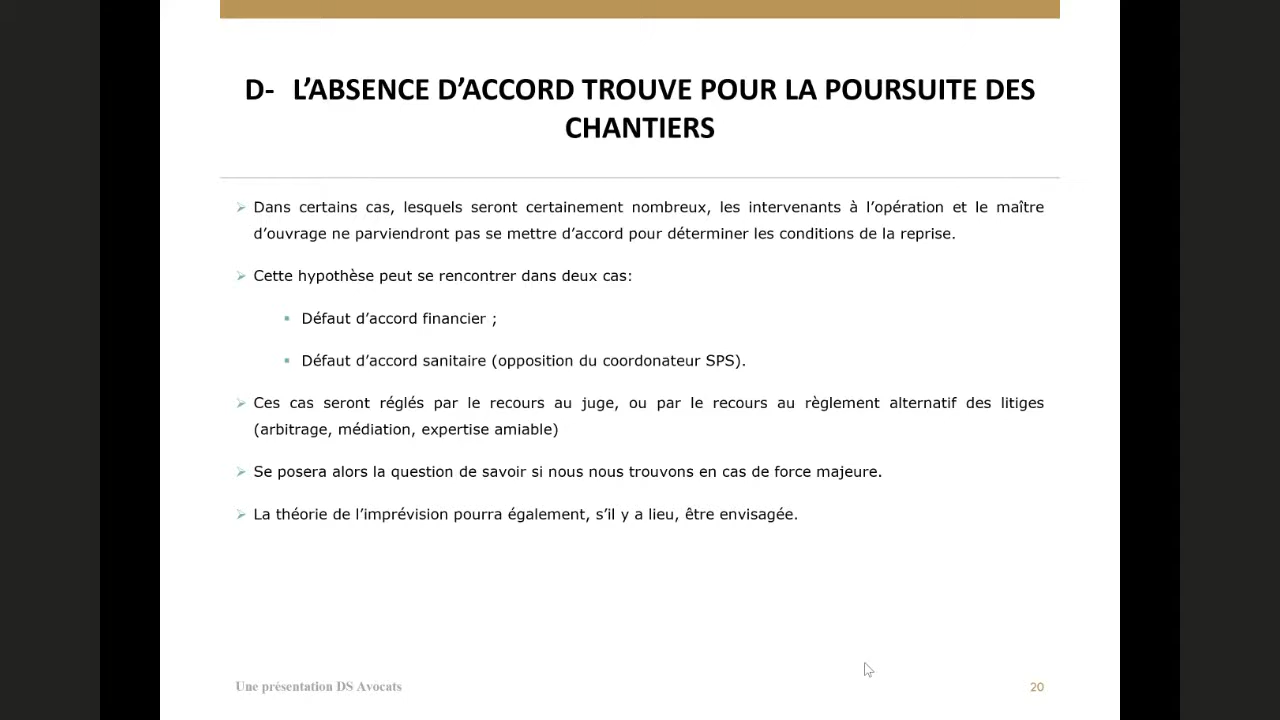 D- L’ABSENCE D’ACCORD TROUVE POUR LA POURSUITE DES
CHANTIERS
Dans certains cas, lesquels seront certainement nombreux, les intervenants à l’opération et le maître
d’ouvrage ne parviendront pas se mettre d’accord pour déterminer les conditions de la reprise.
Cette hypothèse peut se rencontrer dans deux cas:
Défaut d’accord financier ;
Défaut d’accord sanitaire (opposition du coordonateur SPS).
Ces cas seront réglés par le recours au juge, ou par le recours au règlement alternatif des litiges
(arbitrage, médiation, expertise amiable)
Se posera alors la question de savoir si nous nous trouvons en cas de force majeure.
La théorie de l’imprévision pourra également, s’il y a lieu, être envisagée.
Une présentation DS Avocats
20